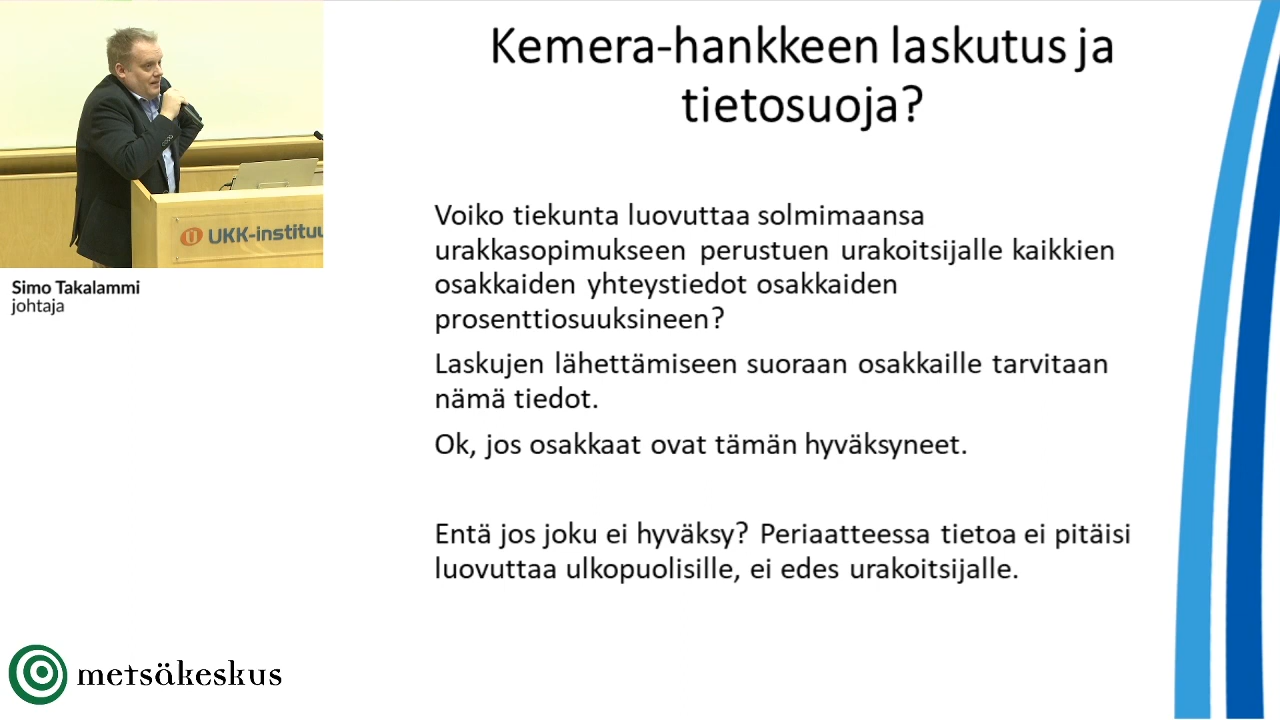 Kemera-hankkeen laskutus ja
tietosuoja?
UKK-instituu
Simo Takalammi
johtaja
Voiko tiekunta luovuttaa solmimaansa
urakkasopimukseen perustuen urakoitsijalle kaikkien
osakkaiden yhteystiedot osakkaiden
prosenttiosuuksineen?
Laskujen lähettämiseen suoraan osakkaille tarvitaan
nämä tiedot.
Ok, jos osakkaat ovat tämän hyväksyneet.
Entä jos joku ei hyväksy? Periaatteessa tietoa ei pitäisi
luovuttaa ulkopuolisille, ei edes urakoitsijalle.
metsäkeskus